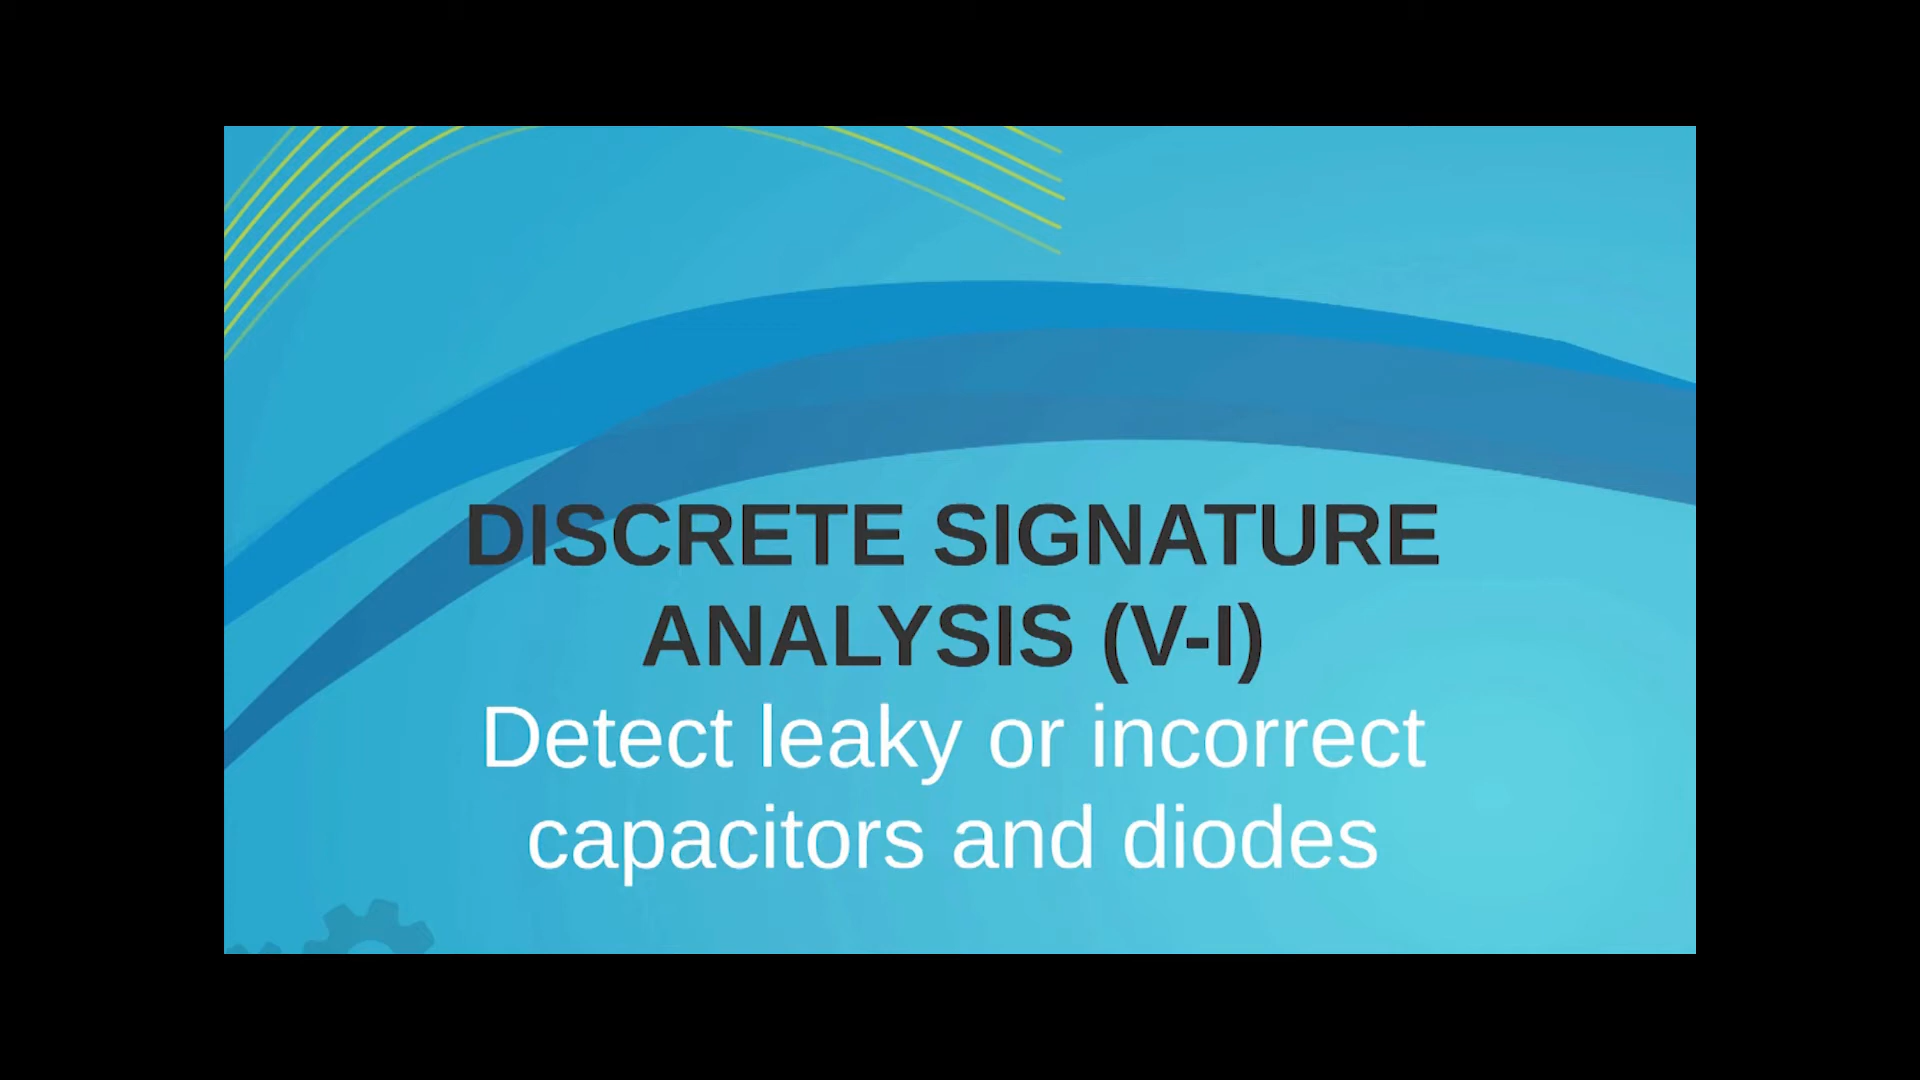 DISCRETE SIGNATURE
ANALYSIS (V-I)
Detect leaky or incorrect
capacitors and diodes